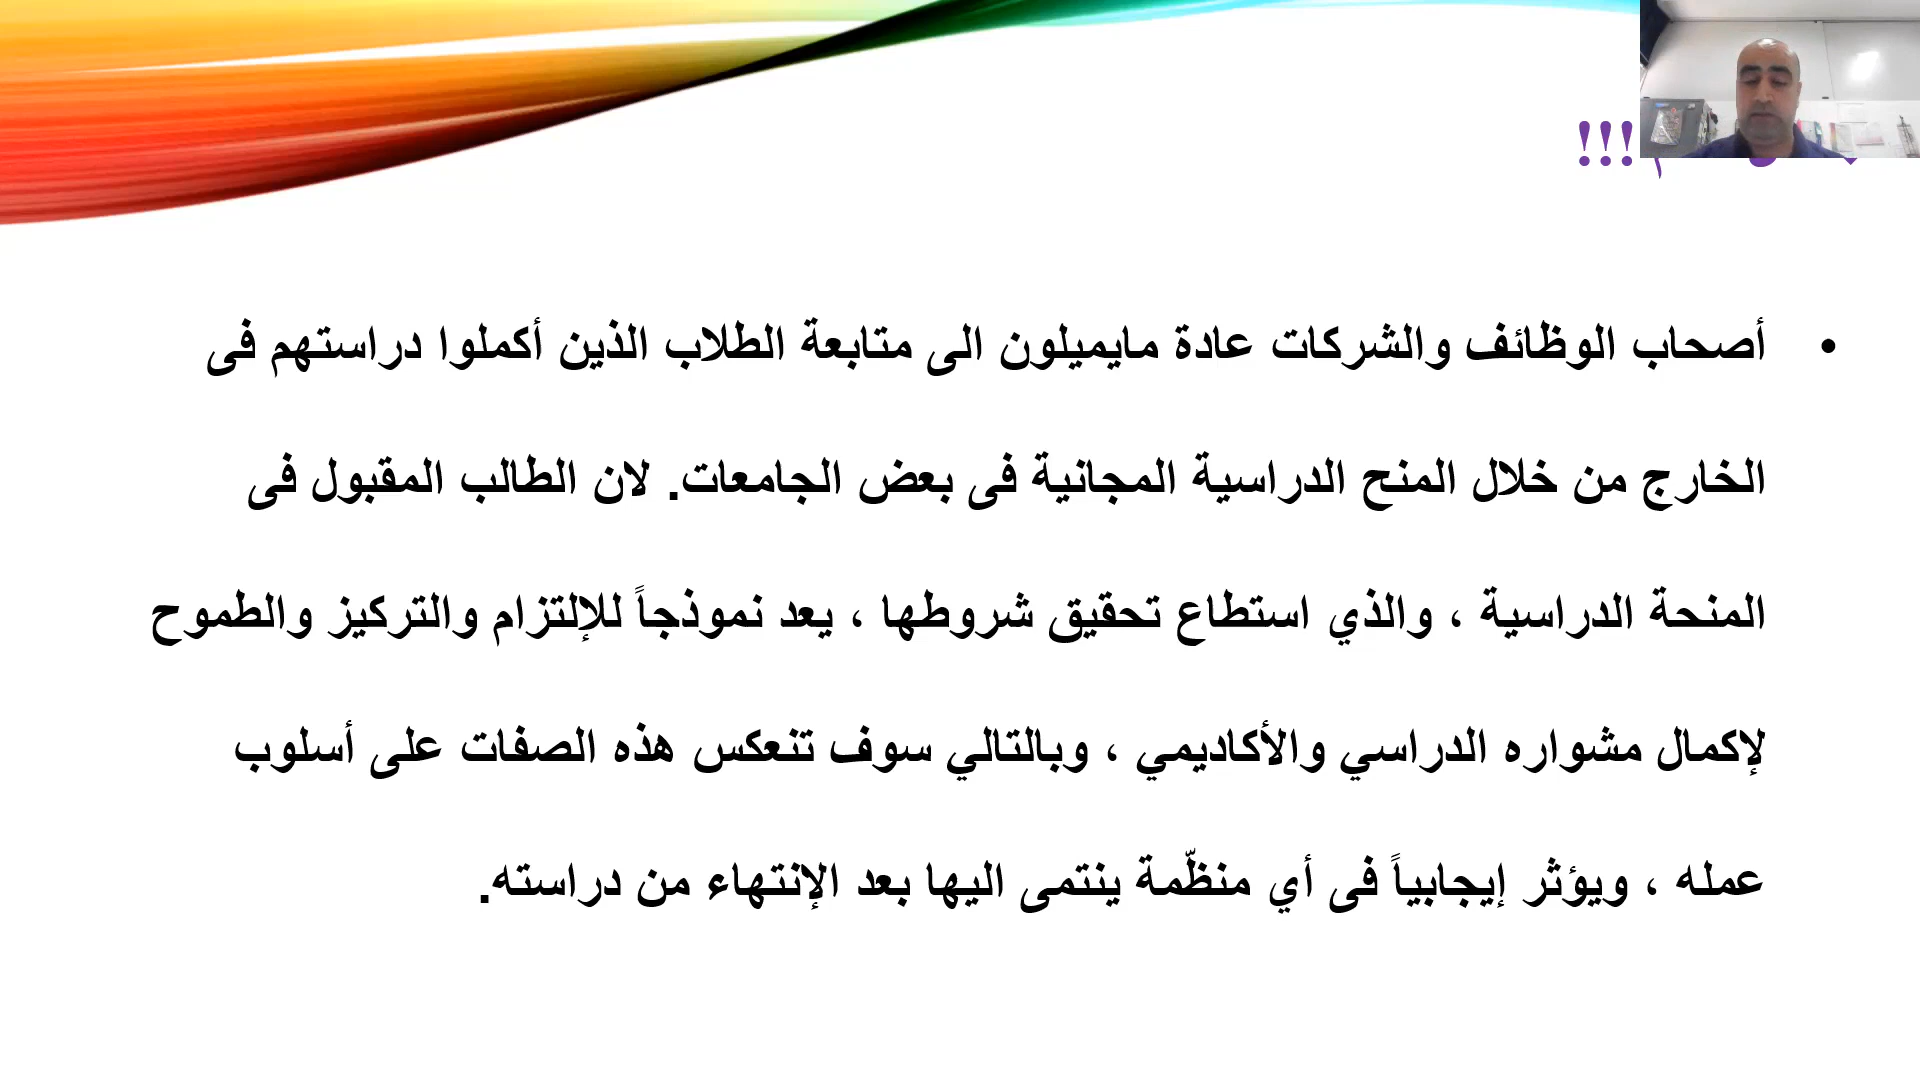 !!!
• أصحاب الوظائف والشركات عادة مايميلون الى متابعة الطلاب الذين أكملوا دراستهم فى
الخارج من خلال المنح الدراسية المجانية فى بعض الجامعات. لان الطالب المقبول فى
المنحة الدراسية ، والذي استطاع تحقيق شروطها ، يعد نموذجاً للإلتزام والتركيز والطموح
لإكمال مشواره الدراسي والأكاديمي ، وبالتالي سوف تنعكس هذه الصفات على أسلوب
عمله ، ويؤثر إيجابياً فى أي منظّمة ينتمى اليها بعد الإنتهاء من دراسته.